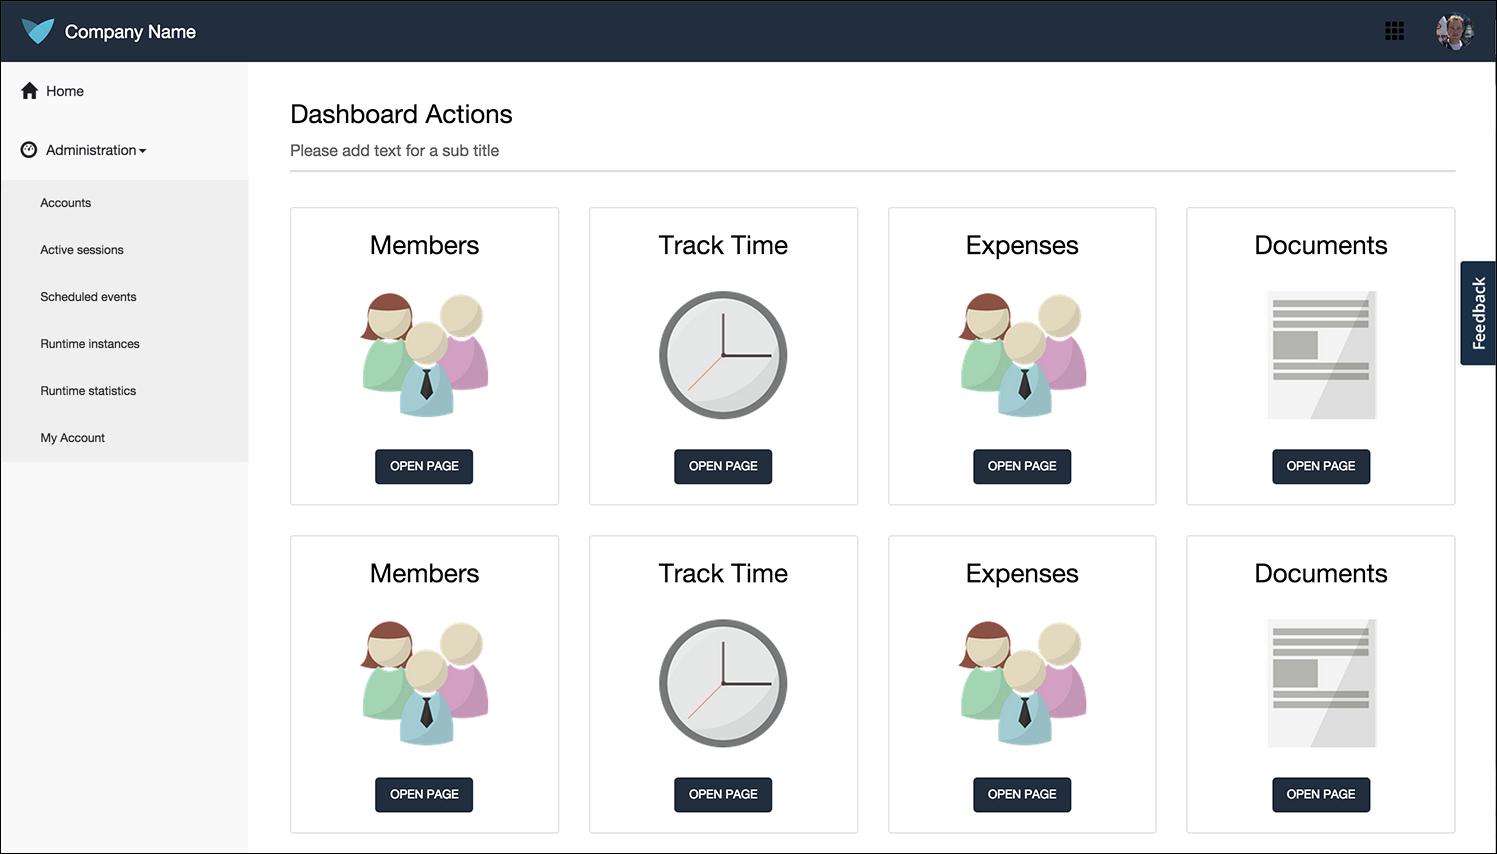 Company Name
Home
Administration
Accounts
Active sessions
Scheduled events
Runtime instances
Runtime statistics
My Account
Dashboard Actions
Please add text for a sub title
Members
Track Time
Expenses
Documents
OPEN PAGE
OPEN PAGE
OPEN PAGE
OPEN PAGE
Members
Track Time
Expenses
Documents
OPEN PAGE
OPEN PAGE
OPEN PAGE
OPEN PAGE
Feedback